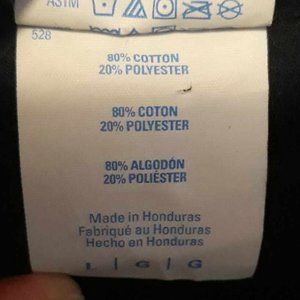 ASTM
528
80% COTTON
20% POLYESTER
80% COTON
20% POLYESTER
80% ALGODÓN
20% POLIÉSTER
Made in Honduras
Fabriqué au Honduras
Hecho en Honduras
L | G | G